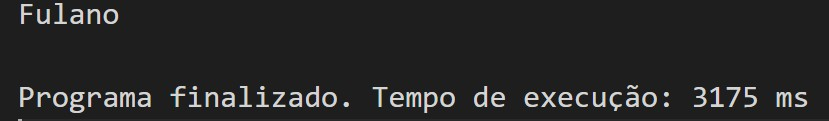 Fulano
Programa finalizado. Tempo de execução: 3175 ms